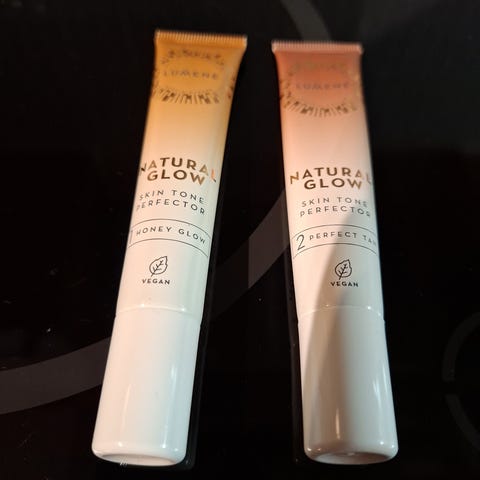 LUMENE
NATURAL
GLOW
SKIN TONE
PERFECTOR
1 HONEY GLOW
VEGAN
LUMENE
NATURAL
GLOW
SKIN TONE
PERFECTOR
2 PERFECT TAN
VEGAN